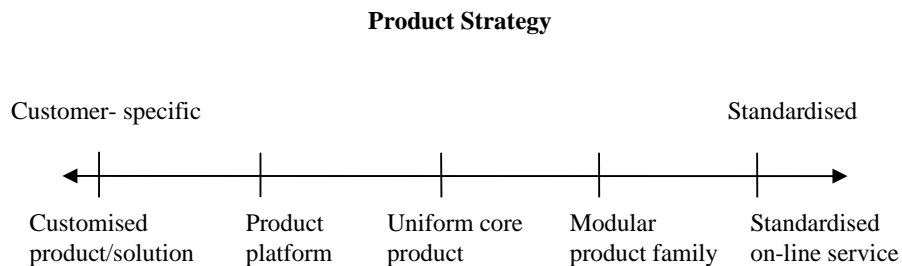 Product Strategy
Customer- specific
Standardised
Customised
product/solution
Product
platform
Uniform core
product
Modular
product family
Standardised
on-line service